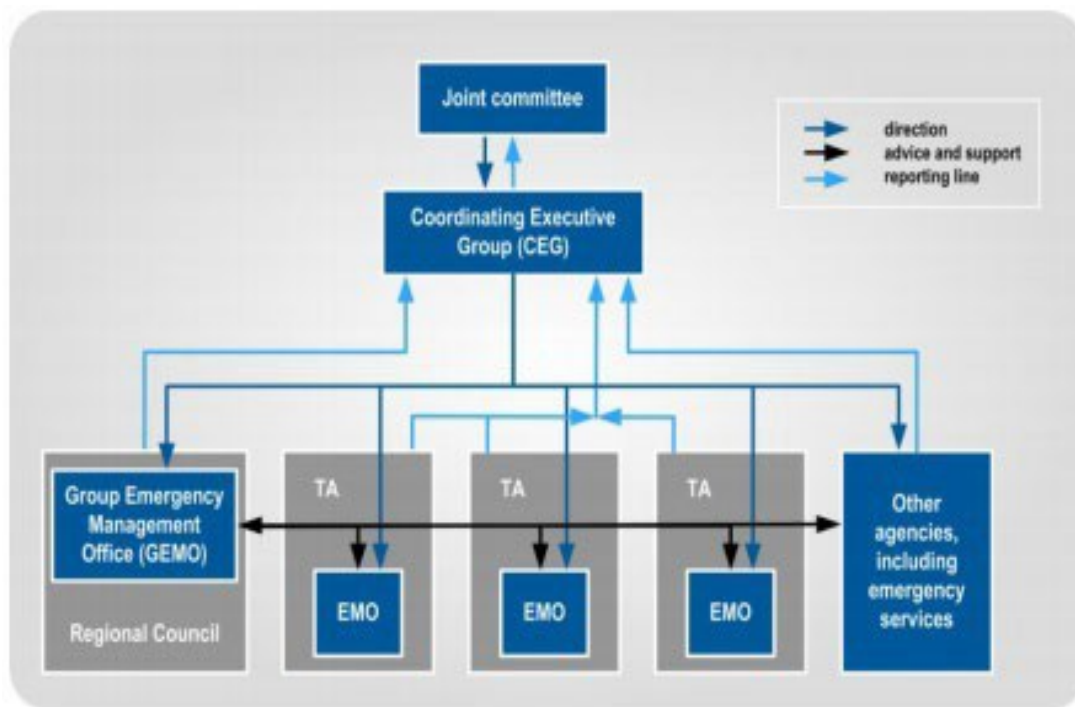 Joint committee
direction
advice and support
reporting line
Coordinating Executive
Group (CEG)
Group Emergency
Management
Office (GEMO)
Regional Council
TA
EMO
TA
EMO
TA
EMO
Other
agencies,
including
emergency
services